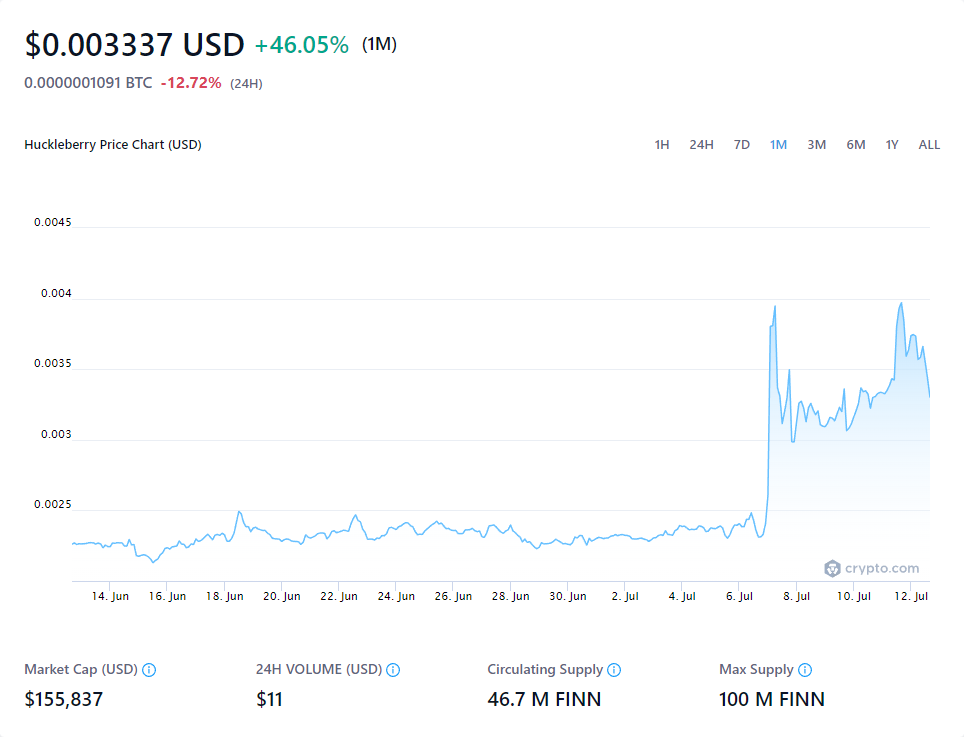 $0.003337 USD +46.05% (1M)
0.0000001091 BTC -12.72% (24H)
Huckleberry Price Chart (USD) 1H 24H 7D 1M 3M 6M 1Y ALL
0.0045
0.004
0.0035
0.003
0.0025
crypto.com
14. Jun 16. Jun 18. Jun 20. Jun 22. Jun 24. Jun 26. Jun 28. Jun 30. Jun 2. Jul 4. Jul 6. Jul 8. Jul 10. Jul 12. Jul
Market Cap (USD) 24H VOLUME (USD) Circulating Supply Max Supply
$155,837 $11 46.7 M FINN 100 M FINN